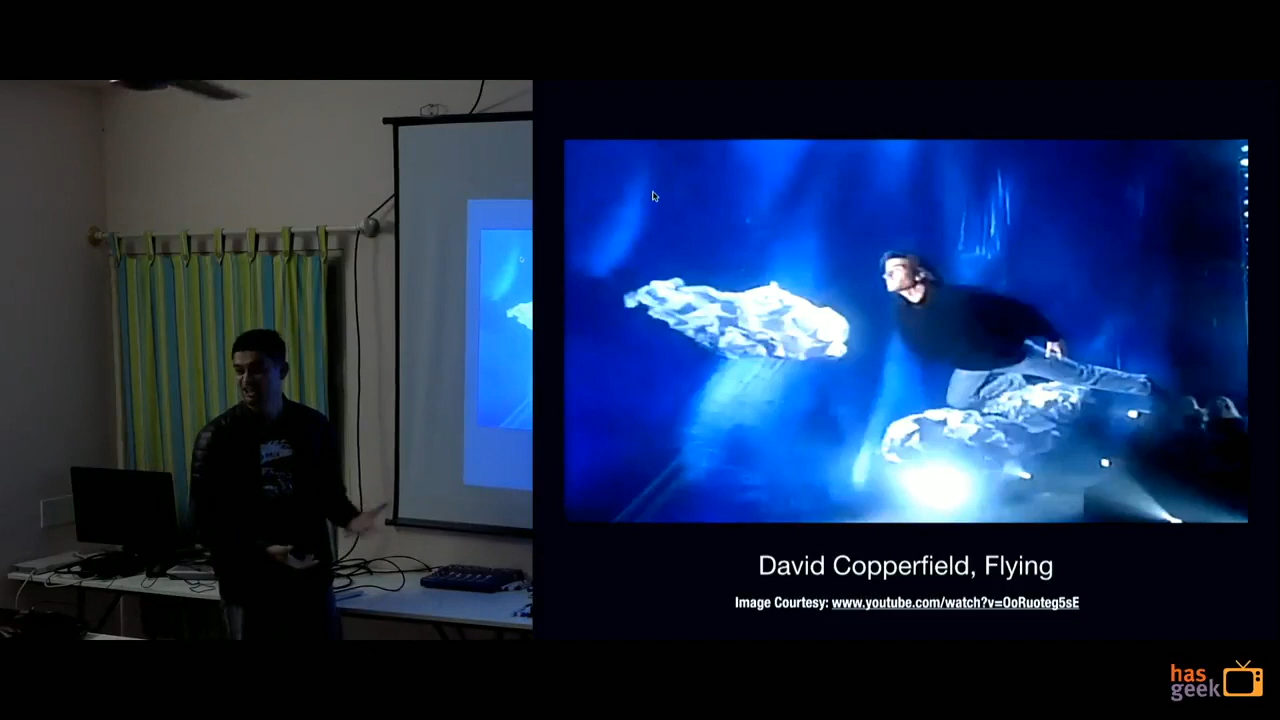 David Copperfield, Flying
Image Courtesy: www.youtube.com/watch?v=OoRuoteg5sE
has
geek